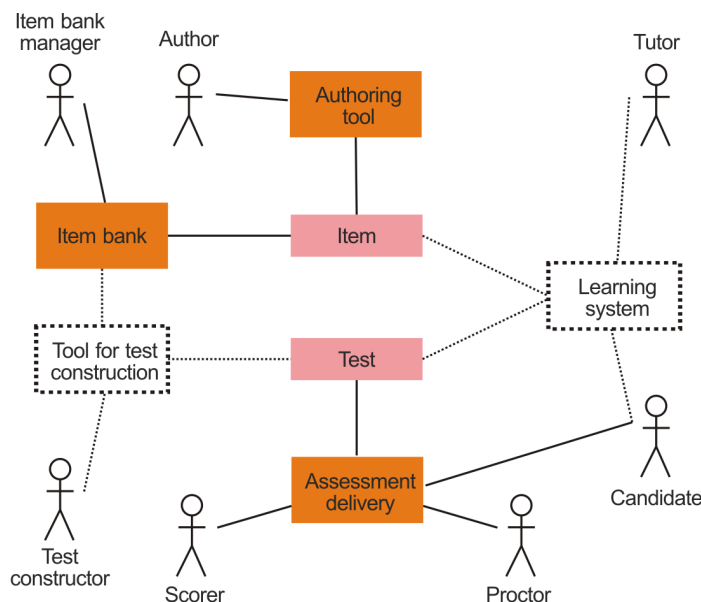 Item bank
manager
Author
Tutor
Authoring
tool
Item bank
Item
Learning
system
Tool for test
construction
Test
Assessment
delivery
Candidate
Test
constructor
Scorer
Proctor